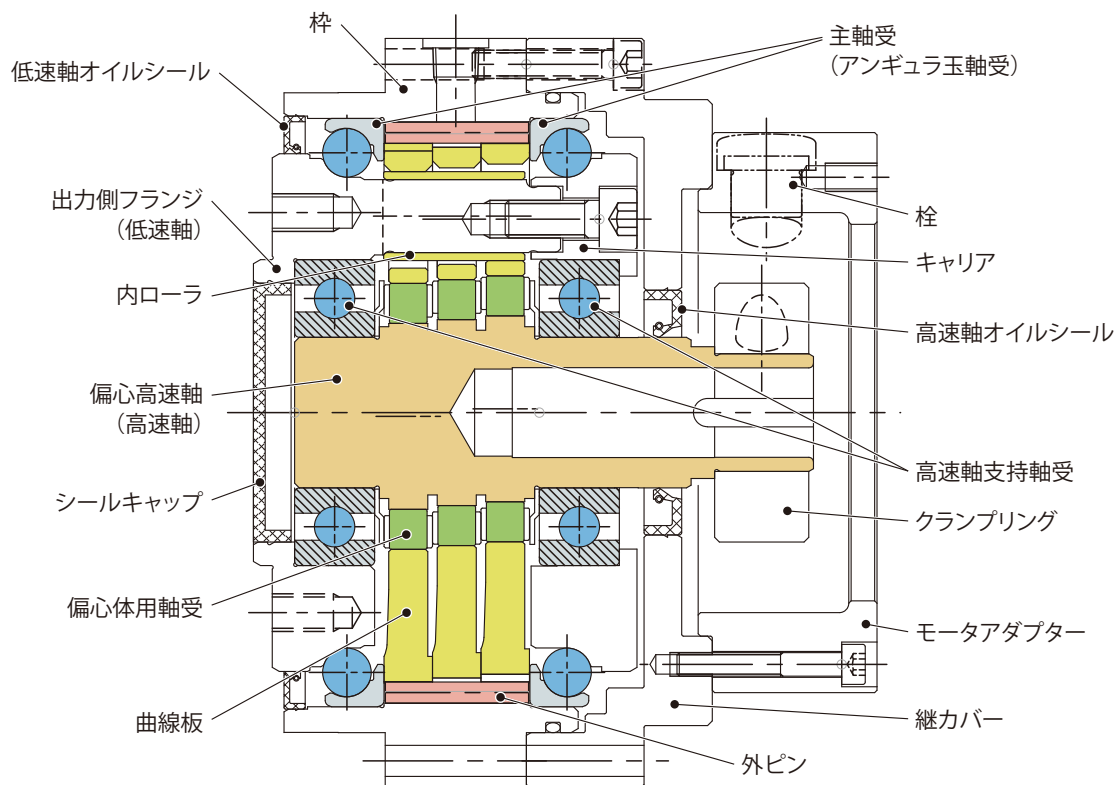 枠
主軸受
（アンギュラ玉軸受）
低速軸オイルシール
出力側フランジ
（低速軸）
栓
キャリア
内ローラ
高速軸オイルシール
偏心高速軸
（高速軸）
高速軸支持軸受
シールキャップ
クランプリング
偏心体用軸受
モータアダプター
曲線板
継カバー
外ピン